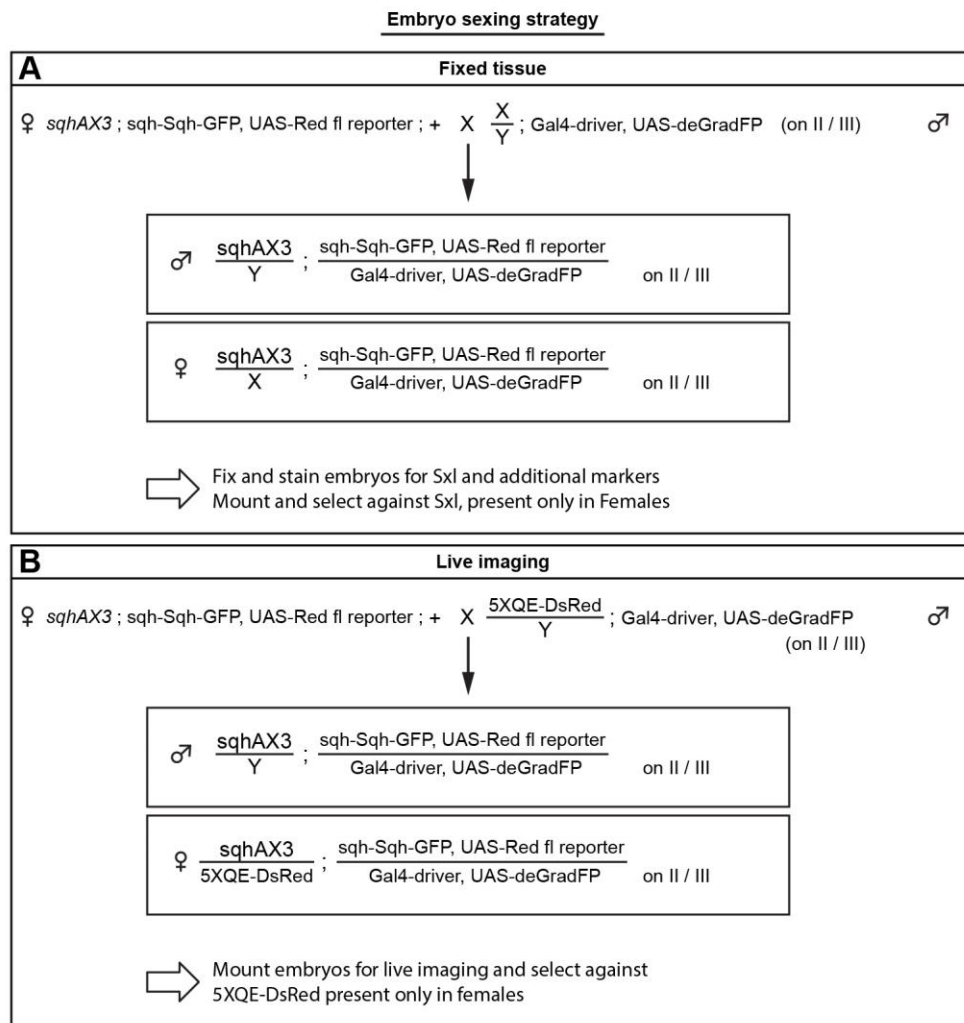 Embryo sexing strategy
A
Fixed tissue
♀ sqhAX3 ; sqh-Sqh-GFP, UAS-Red fl reporter ; + X X/Y ; Gal4-driver, UAS-deGradFP (on II / III) ♂
♂ sqhAX3/Y ; sqh-Sqh-GFP, UAS-Red fl reporter/Gal4-driver, UAS-deGradFP on II / III
♀ sqhAX3/X ; sqh-Sqh-GFP, UAS-Red fl reporter/Gal4-driver, UAS-deGradFP on II / III
Fix and stain embryos for Sxl and additional markers
Mount and select against Sxl, present only in Females
B
Live imaging
♀ sqhAX3 ; sqh-Sqh-GFP, UAS-Red fl reporter ; + X 5XQE-DsRed/Y ; Gal4-driver, UAS-deGradFP ♂
(on II / III)
♂ sqhAX3/Y ; sqh-Sqh-GFP, UAS-Red fl reporter/Gal4-driver, UAS-deGradFP on II / III
♀ sqhAX3/5XQE-DsRed ; sqh-Sqh-GFP, UAS-Red fl reporter/Gal4-driver, UAS-deGradFP on II / III
Mount embryos for live imaging and select against
5XQE-DsRed present only in females